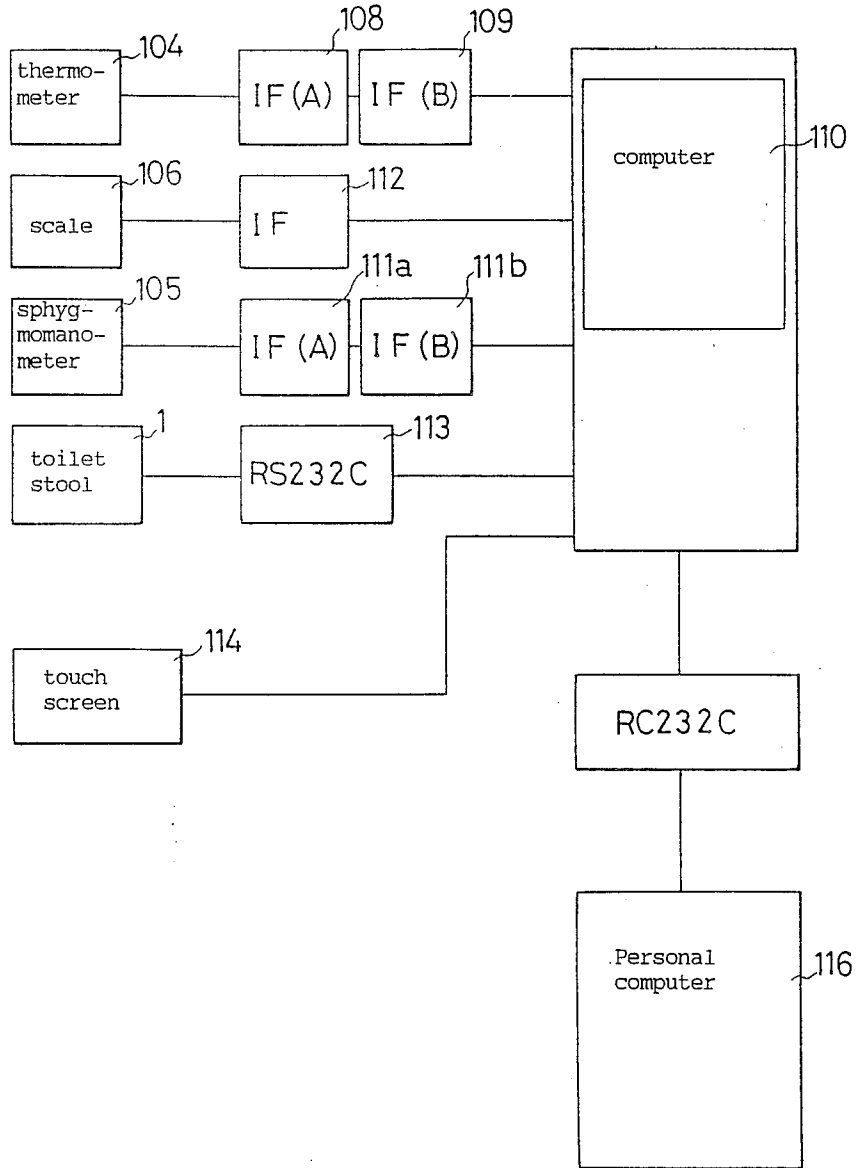 104
thermo-
meter
108
IF(A)
109
IF(B)
110
computer
106
scale
112
IF
105
sphyg-
momano-
meter
111a
IF(A)
111b
IF(B)
1
toilet
stool
113
RS232C
114
touch
screen
RC232C
116
Personal
computer